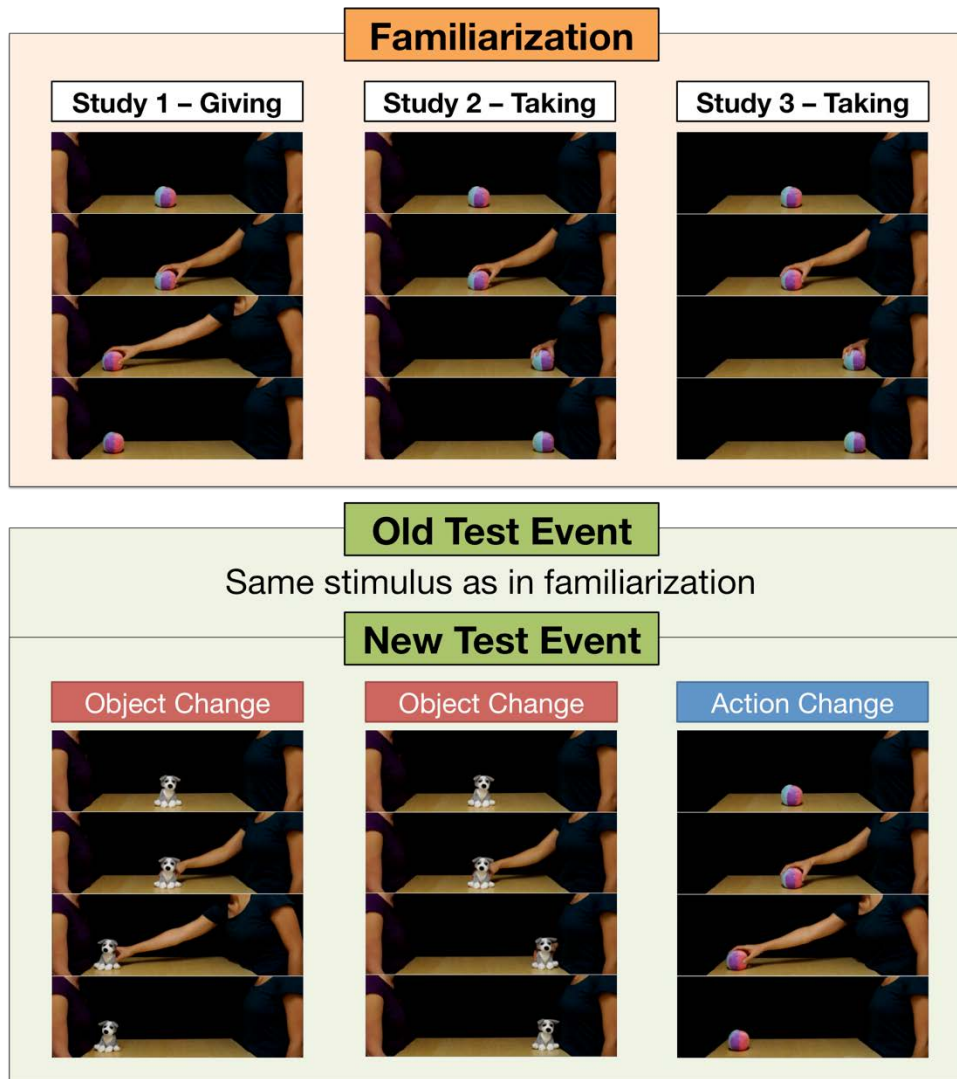 Familiarization
Study 1 – Giving
Study 2 – Taking
Study 3 – Taking
Old Test Event
Same stimulus as in familiarization
New Test Event
Object Change
Object Change
Action Change